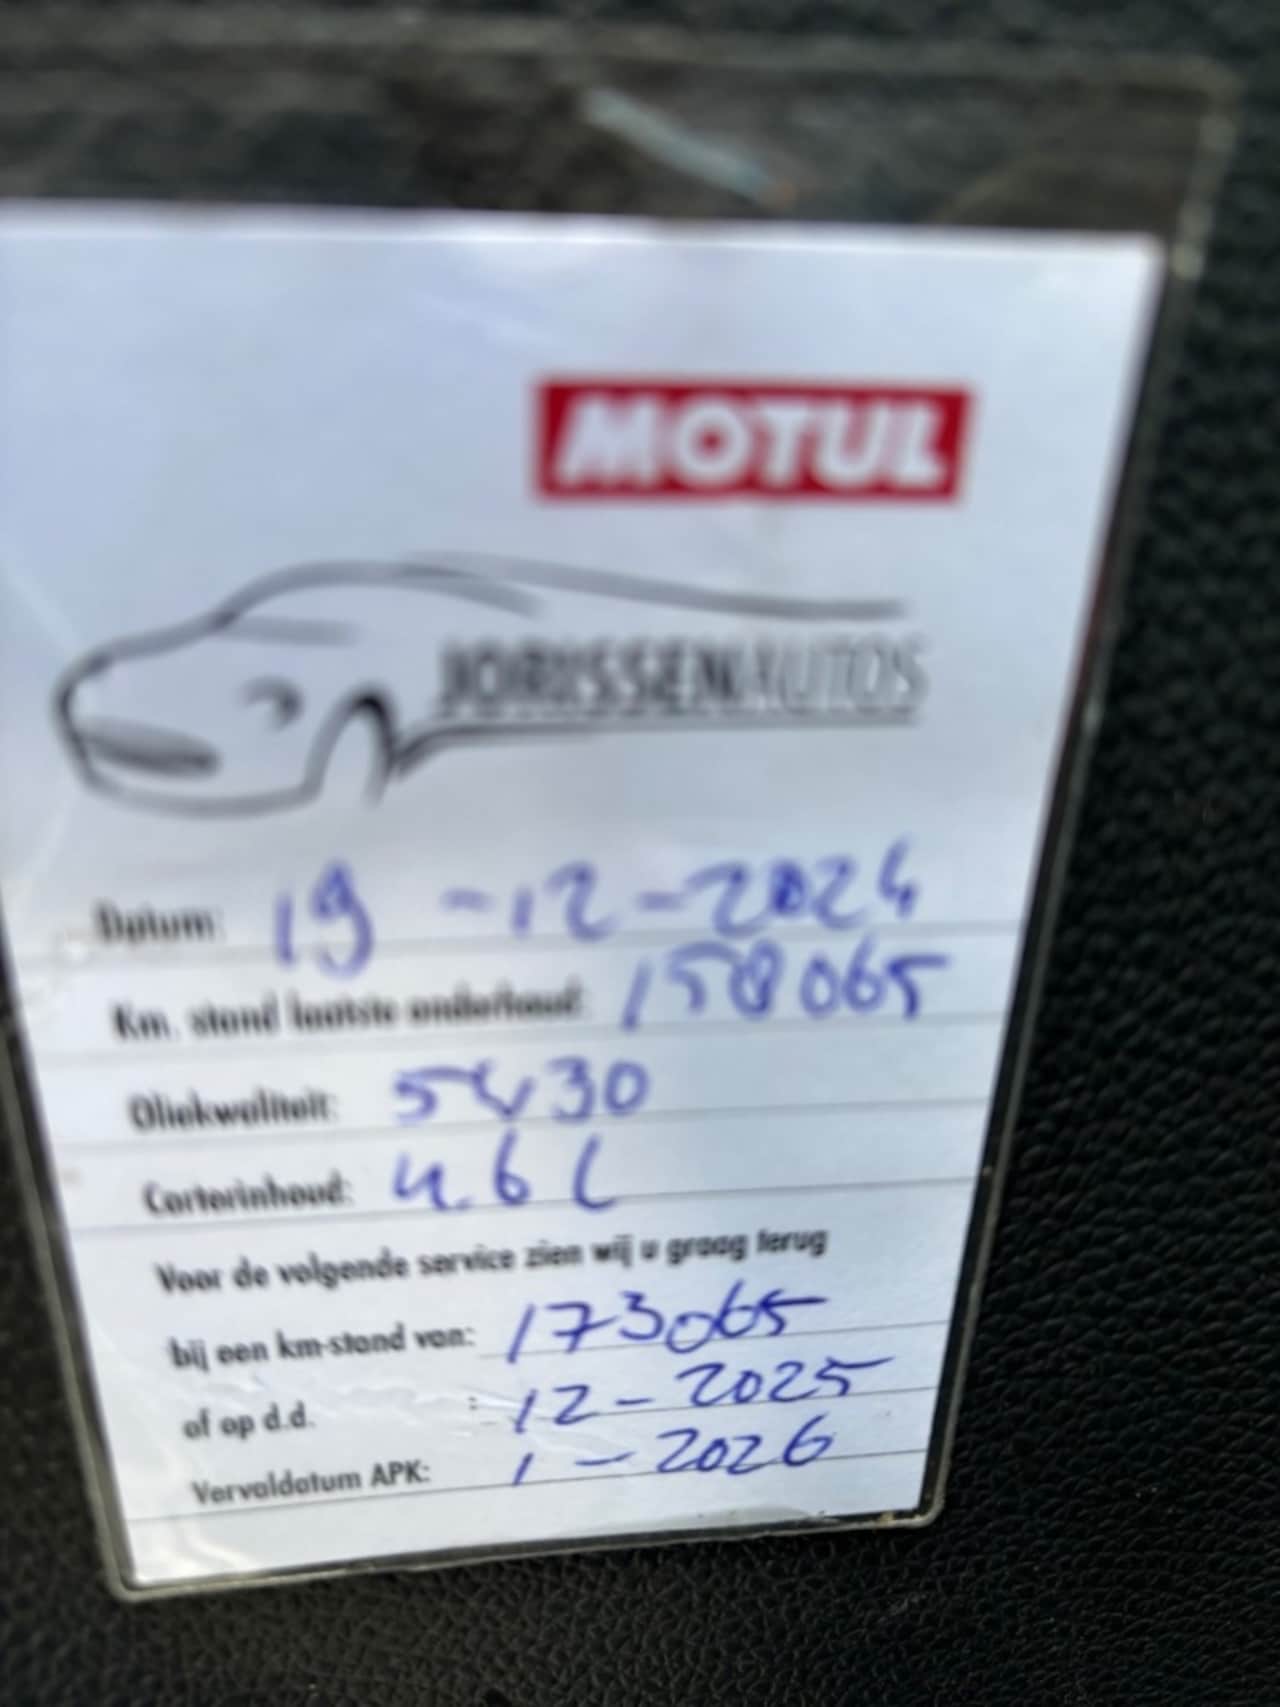 MOTUL
JORISSENAUTOS
Datum: 19 -12-2024
Km. stand laatste onderhoud: 158065
Oliekwaliteit: 5W30
Carterinhoud: 4.6 L
Voor de volgende service zien wij u graag terug
bij een km-stand van: 173065
of op d.d. : 12-2025
Vervaldatum APK: 1-2026